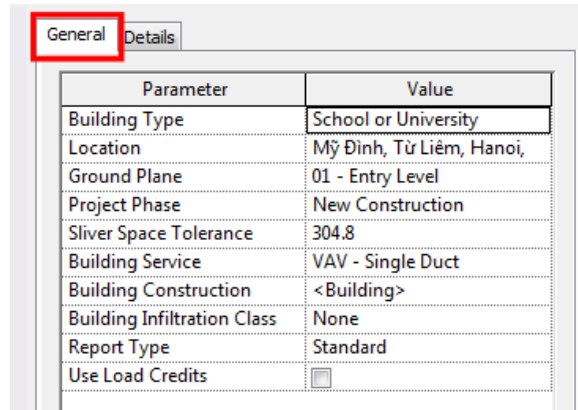 General Details
Parameter Value
Building Type School or University
Location Mỹ Đình, Từ Liêm, Hanoi,
Ground Plane 01 - Entry Level
Project Phase New Construction
Sliver Space Tolerance 304.8
Building Service VAV - Single Duct
Building Construction <Building>
Building Infiltration Class None
Report Type Standard
Use Load Credits